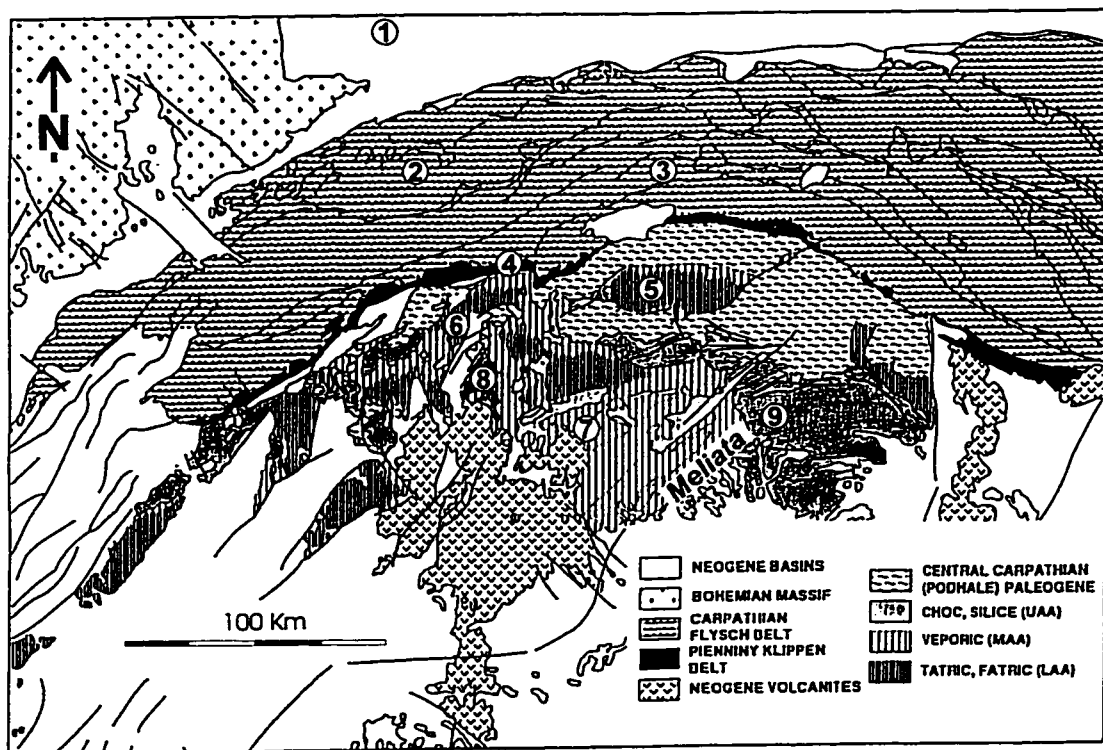 1
N
2
3
4
5
6
7
8
9
Meliata
100 Km
NEOGENE BASINS
BOHEMIAN MASSIF
CARPATHIAN
FLYSCH BELT
PIENNINY KLIPPEN
BELT
NEOGENE VOLCANITES
CENTRAL CARPATHIAN
(PODHALE) PALEOGENE
CHOC, SILICE (UAA)
VEPORIC (MAA)
TATRIC, FATRIC (LAA)